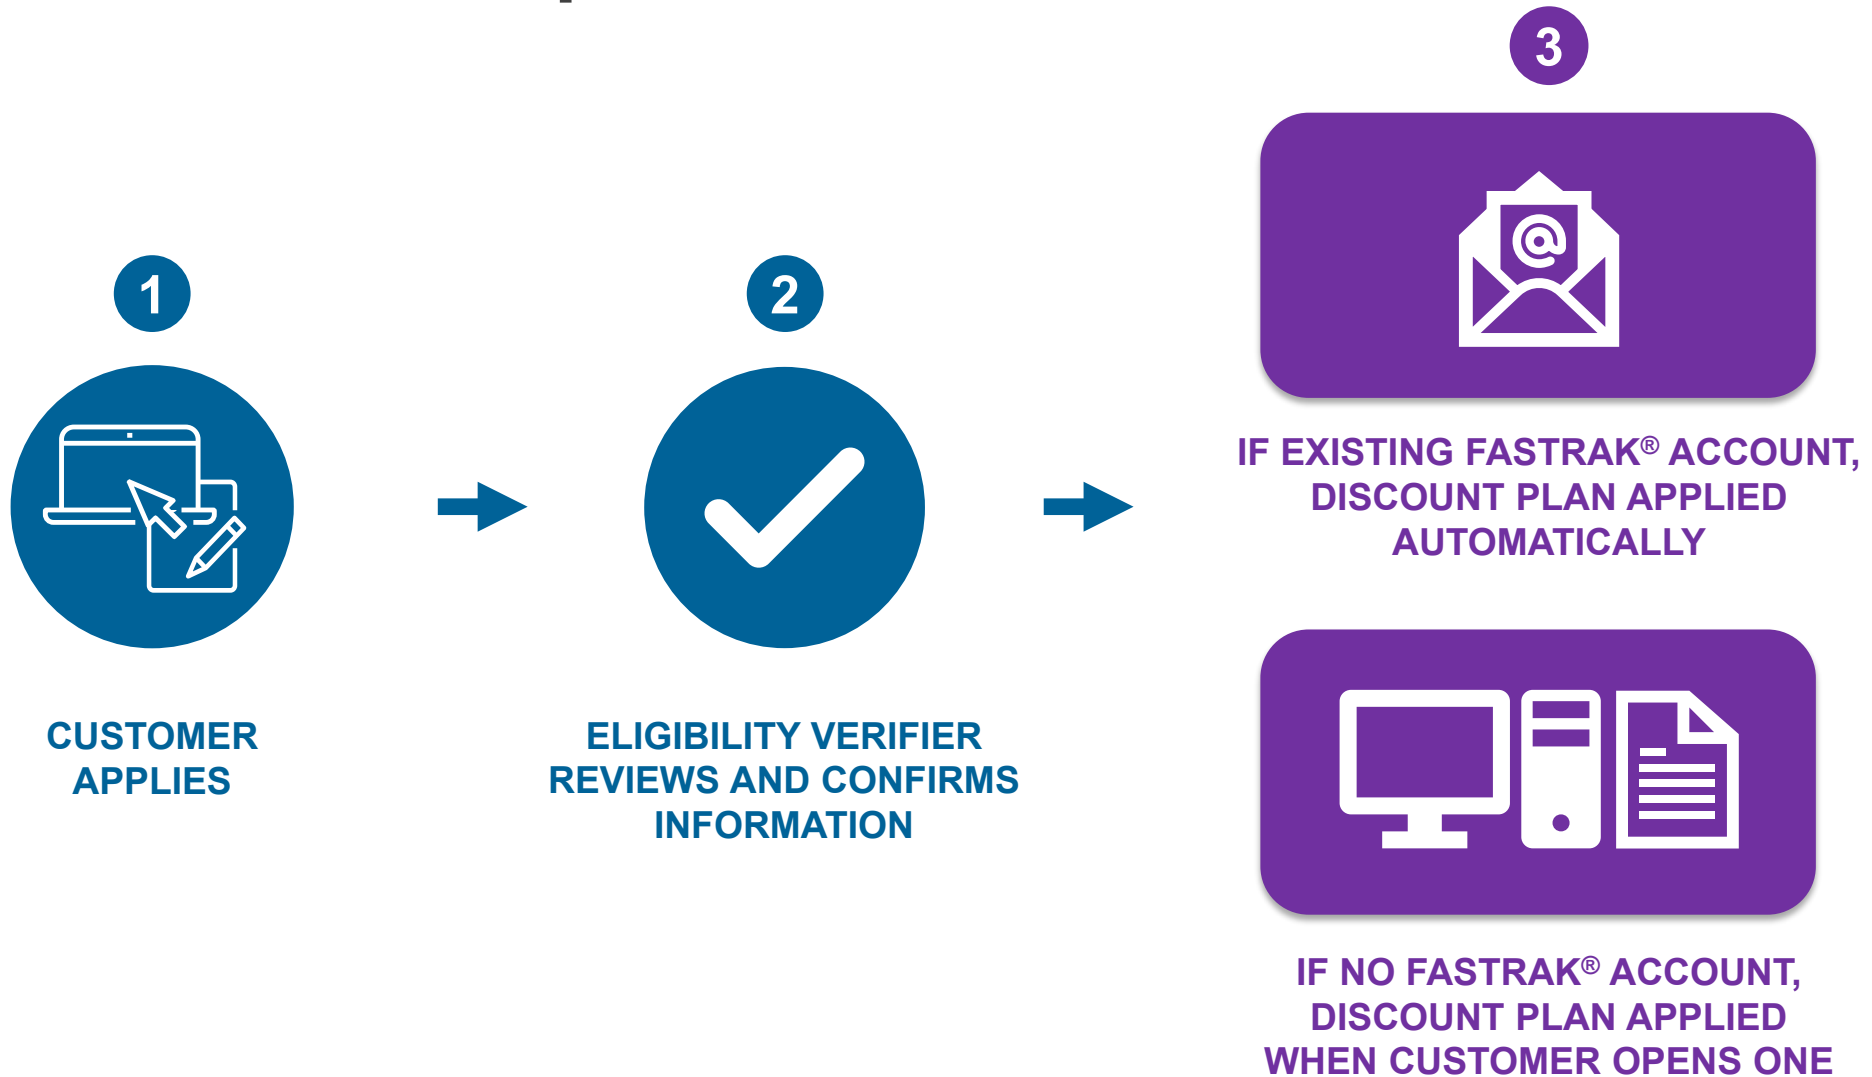 1
CUSTOMER
APPLIES
2
ELIGIBILITY VERIFIER
REVIEWS AND CONFIRMS
INFORMATION
3
@
IF EXISTING FASTRAK® ACCOUNT,
DISCOUNT PLAN APPLIED
AUTOMATICALLY
IF NO FASTRAK® ACCOUNT,
DISCOUNT PLAN APPLIED
WHEN CUSTOMER OPENS ONE